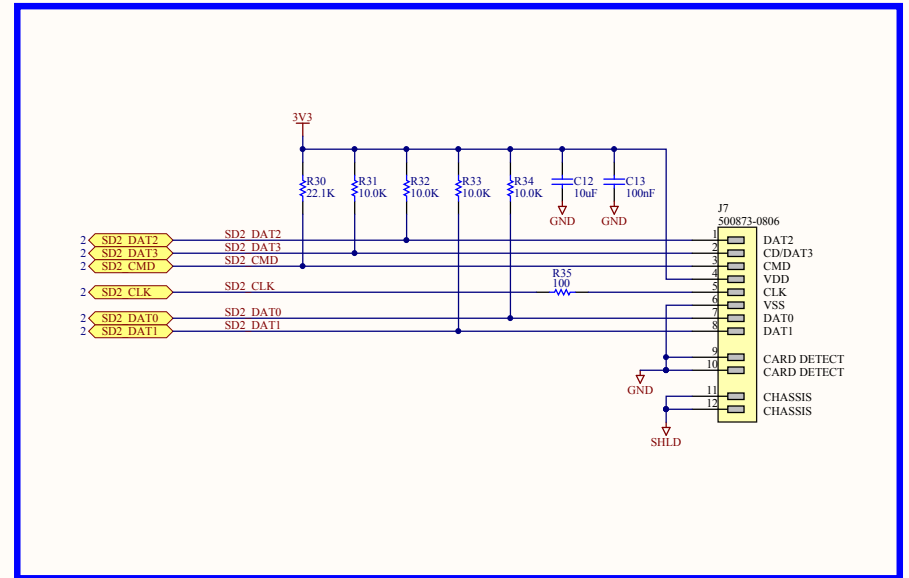 3V3
R30
22.1K
R31
10.0K
R32
10.0K
R33
10.0K
R34
10.0K
C12
10uF
C13
100nF
GND
GND
J7
500873-0806
2 SD2_DAT2 SD2_DAT2 1 DAT2
2 SD2_DAT3 SD2_DAT3 2 CD/DAT3
2 SD2_CMD SD2_CMD 3 CMD
4 VDD
R35
100
2 SD2_CLK SD2_CLK 5 CLK
6 VSS
2 SD2_DAT0 SD2_DAT0 7 DAT0
2 SD2_DAT1 SD2_DAT1 8 DAT1
9 CARD DETECT
10 CARD DETECT
GND
11 CHASSIS
12 CHASSIS
SHLD